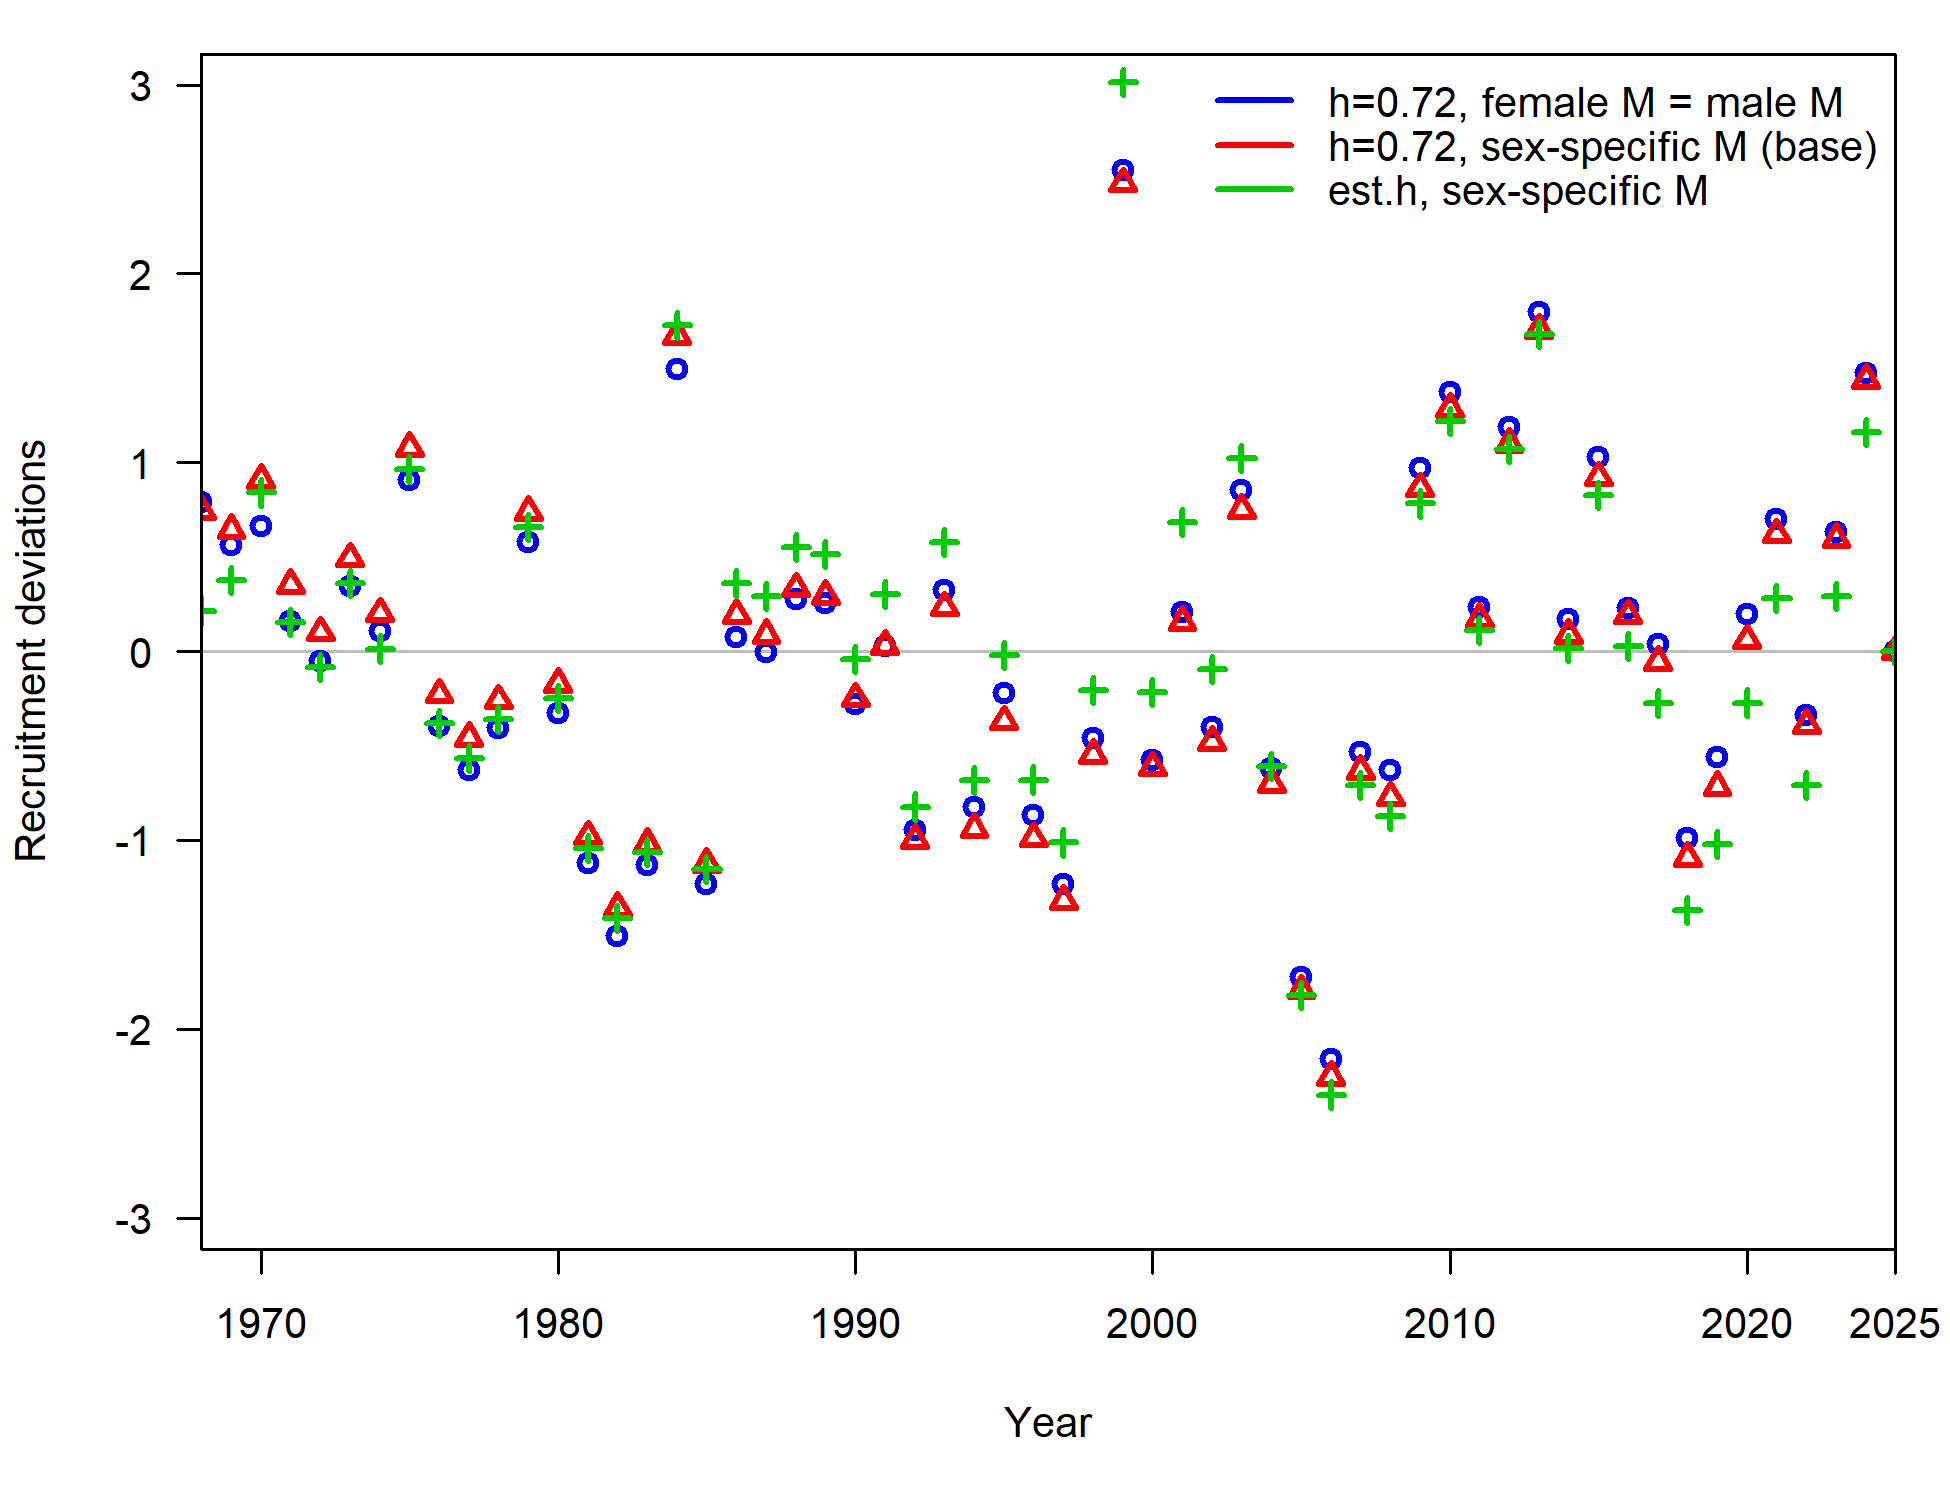 h=0.72, female M = male M
h=0.72, sex-specific M (base)
est.h, sex-specific M
3
2
1
0
-1
-2
-3
Recruitment deviations
1970 1980 1990 2000 2010 2020 2025
Year